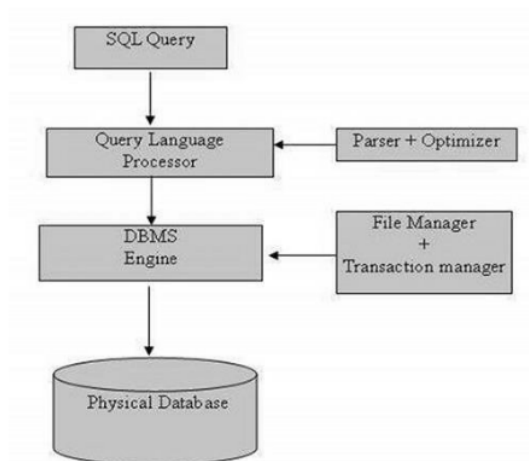 SQL Query
Query Language
Processor
Parser + Optimizer
DBMS
Engine
File Manager
+
Transaction manager
Physical Database